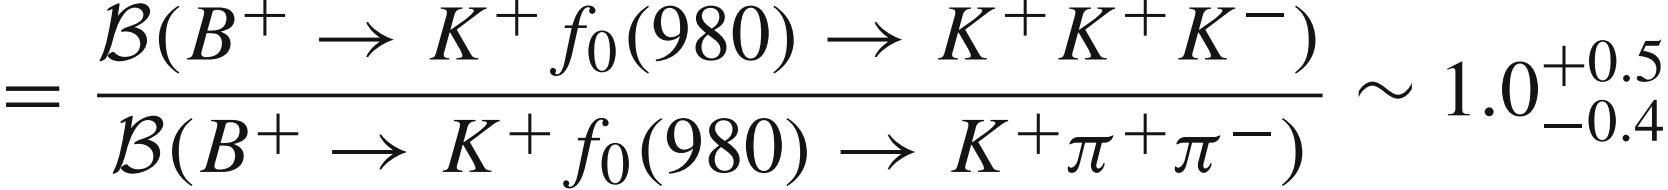 = ℬ(B⁺ → K⁺ f₀(980) → K⁺ K⁺ K⁻) / ℬ(B⁺ → K⁺ f₀(980) → K⁺ π⁺ π⁻) ∼ 1.0 +0.5 −0.4